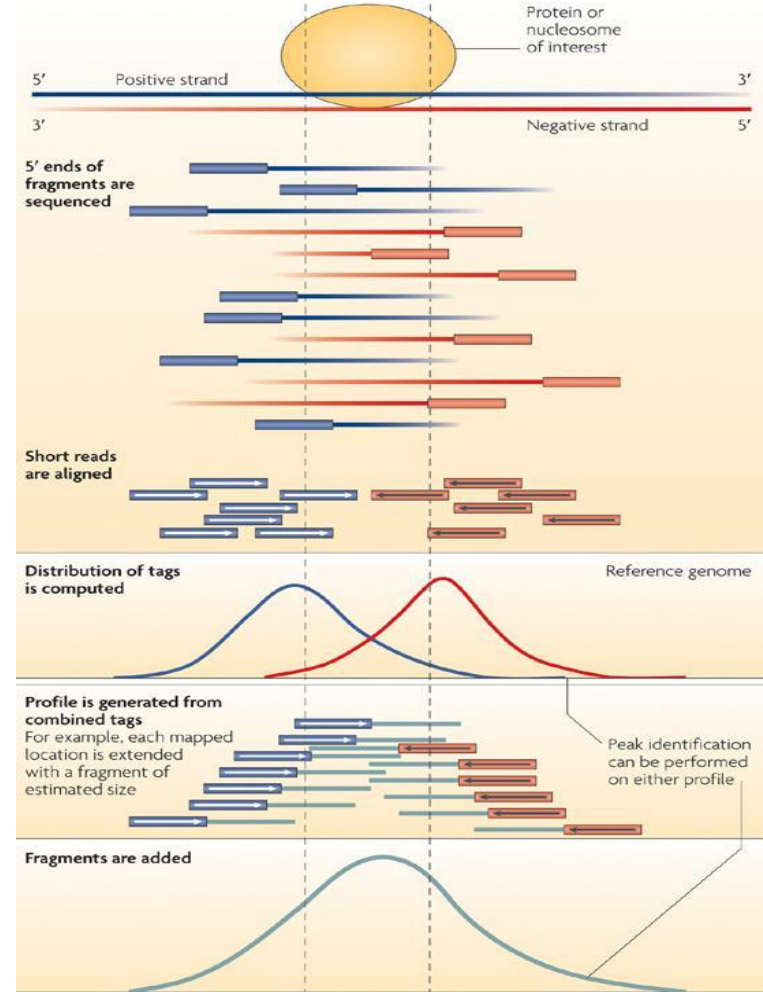 Protein or
nucleosome
of interest
5′ Positive strand 3′
3′ Negative strand 5′
5′ ends of
fragments are
sequenced
Short reads
are aligned
Distribution of tags
is computed
Reference genome
Profile is generated from
combined tags
For example, each mapped
location is extended
with a fragment of
estimated size
Peak identification
can be performed
on either profile
Fragments are added